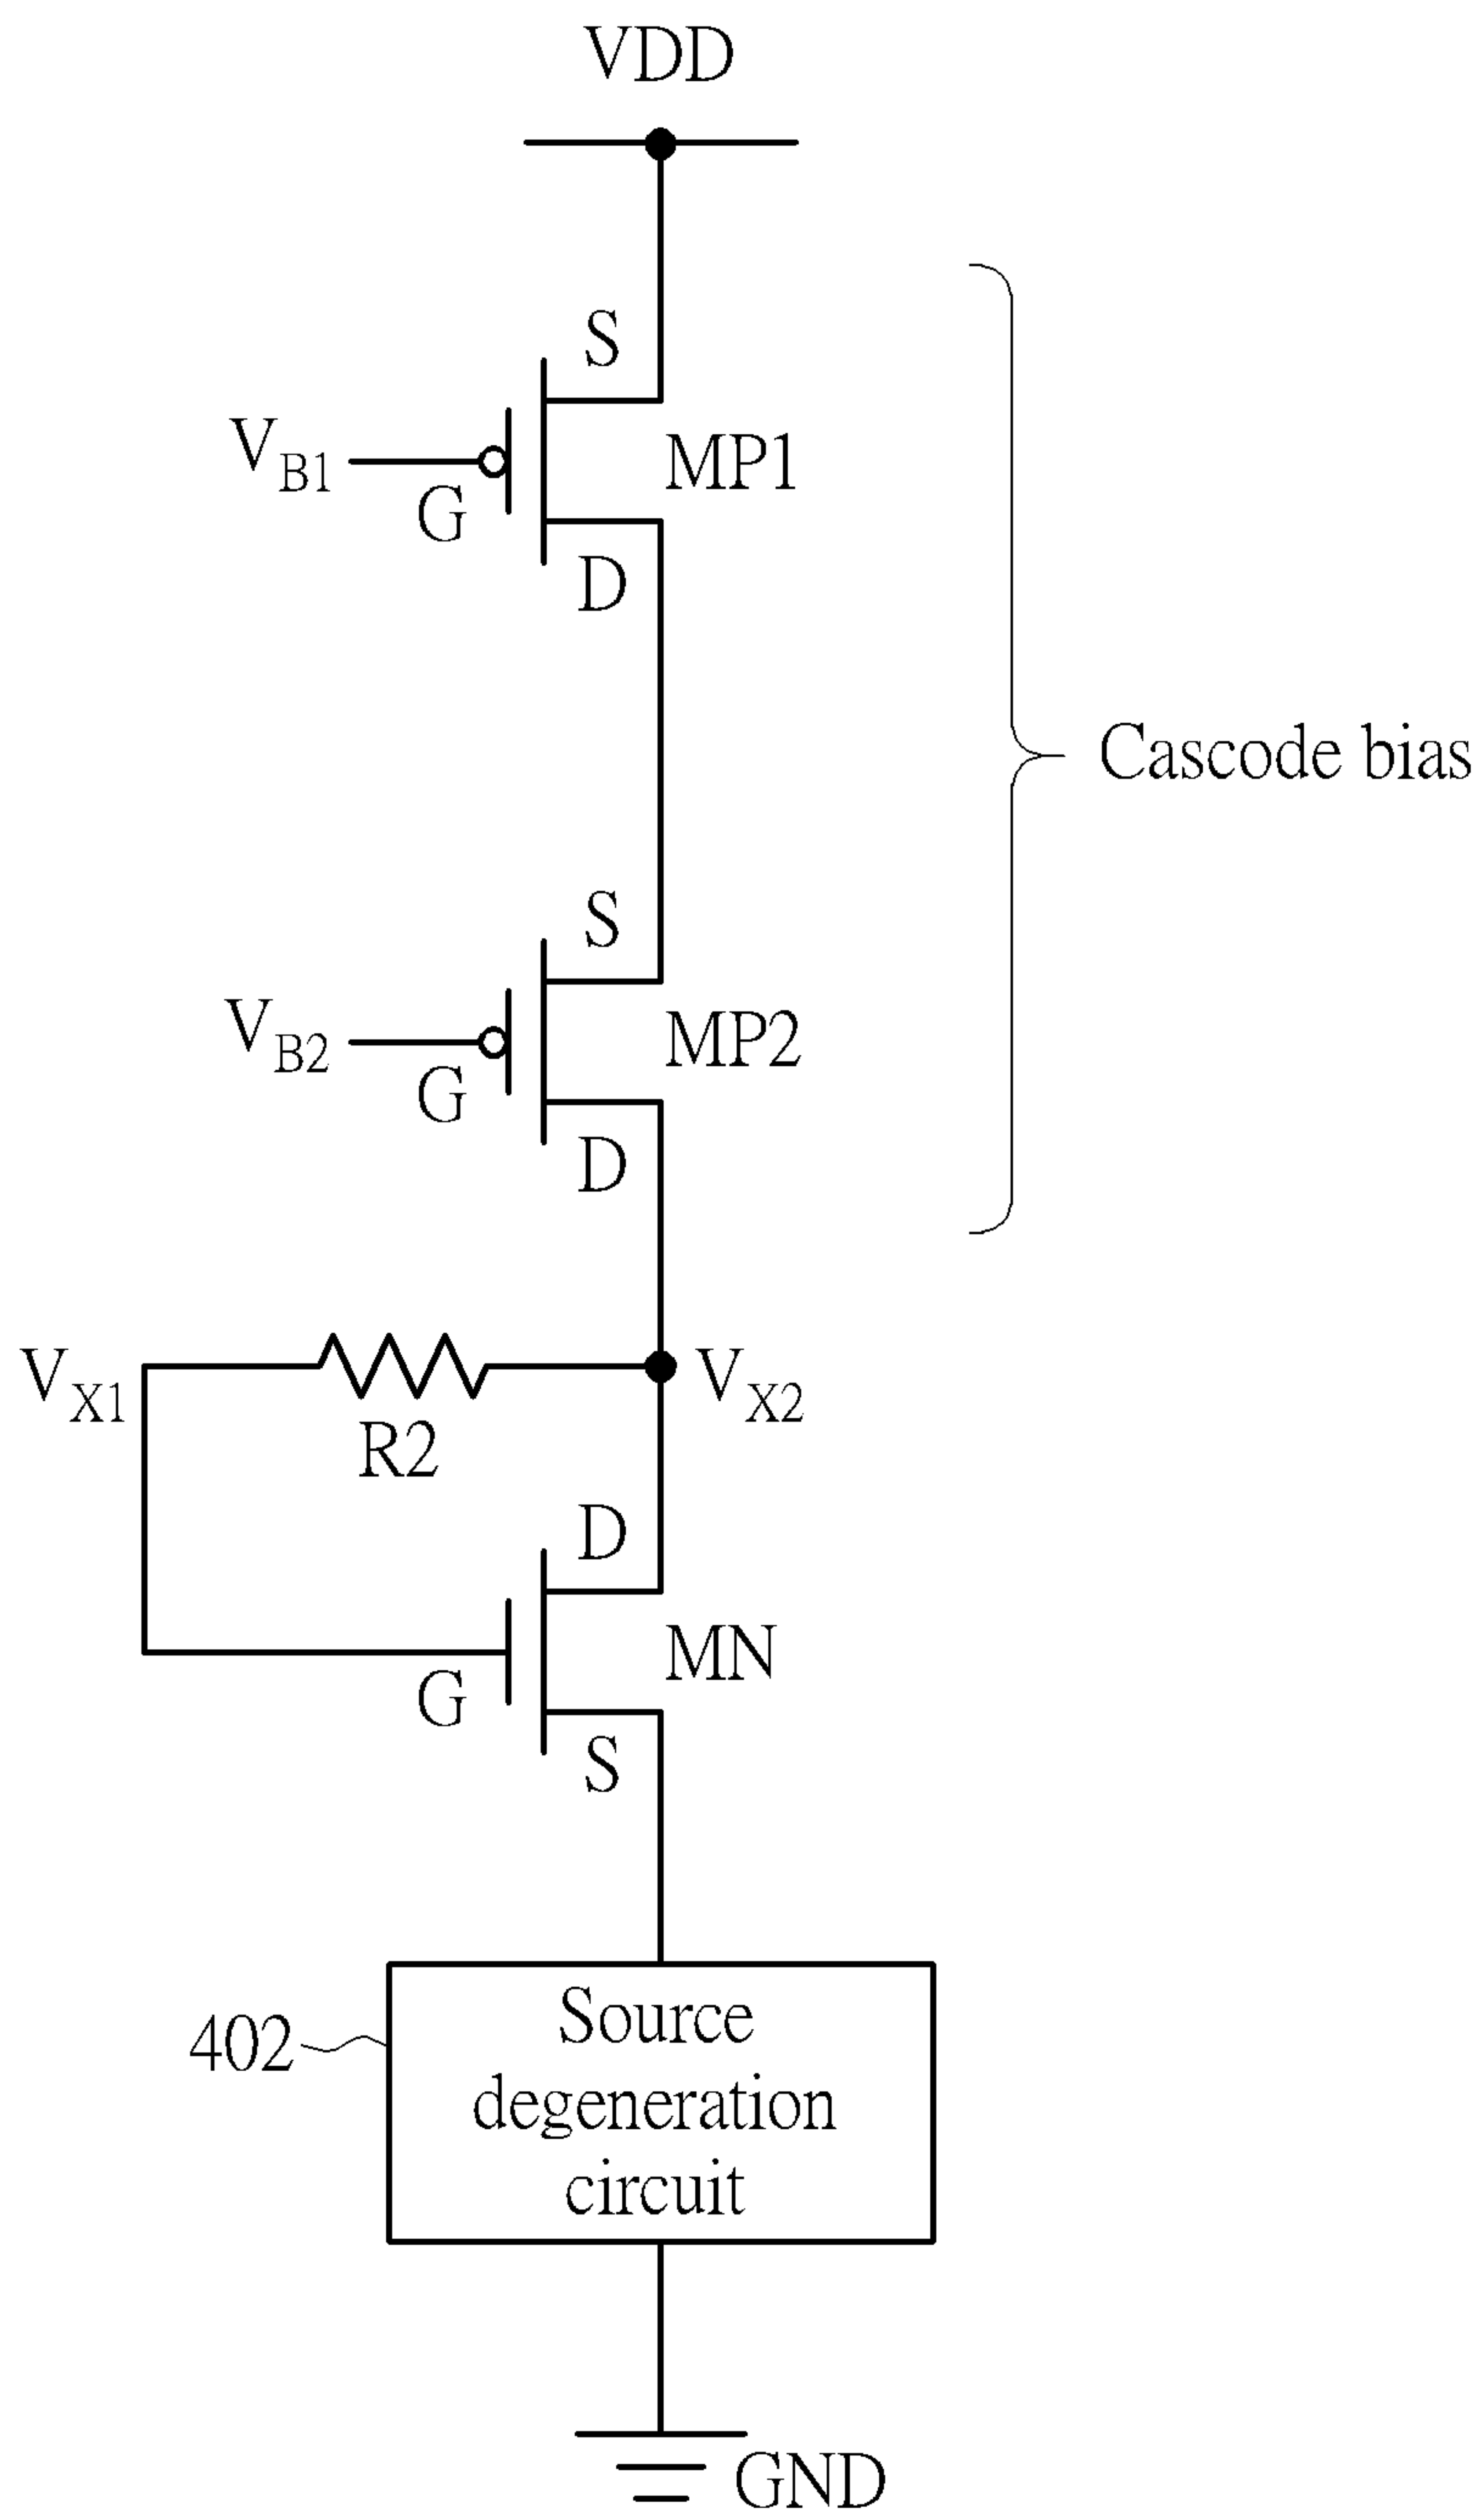 VDD
S
VB1
MP1
G
D
Cascode bias
S
VB2
MP2
G
D
VX1
VX2
R2
D
MN
G
S
402
Source
degeneration
circuit
GND